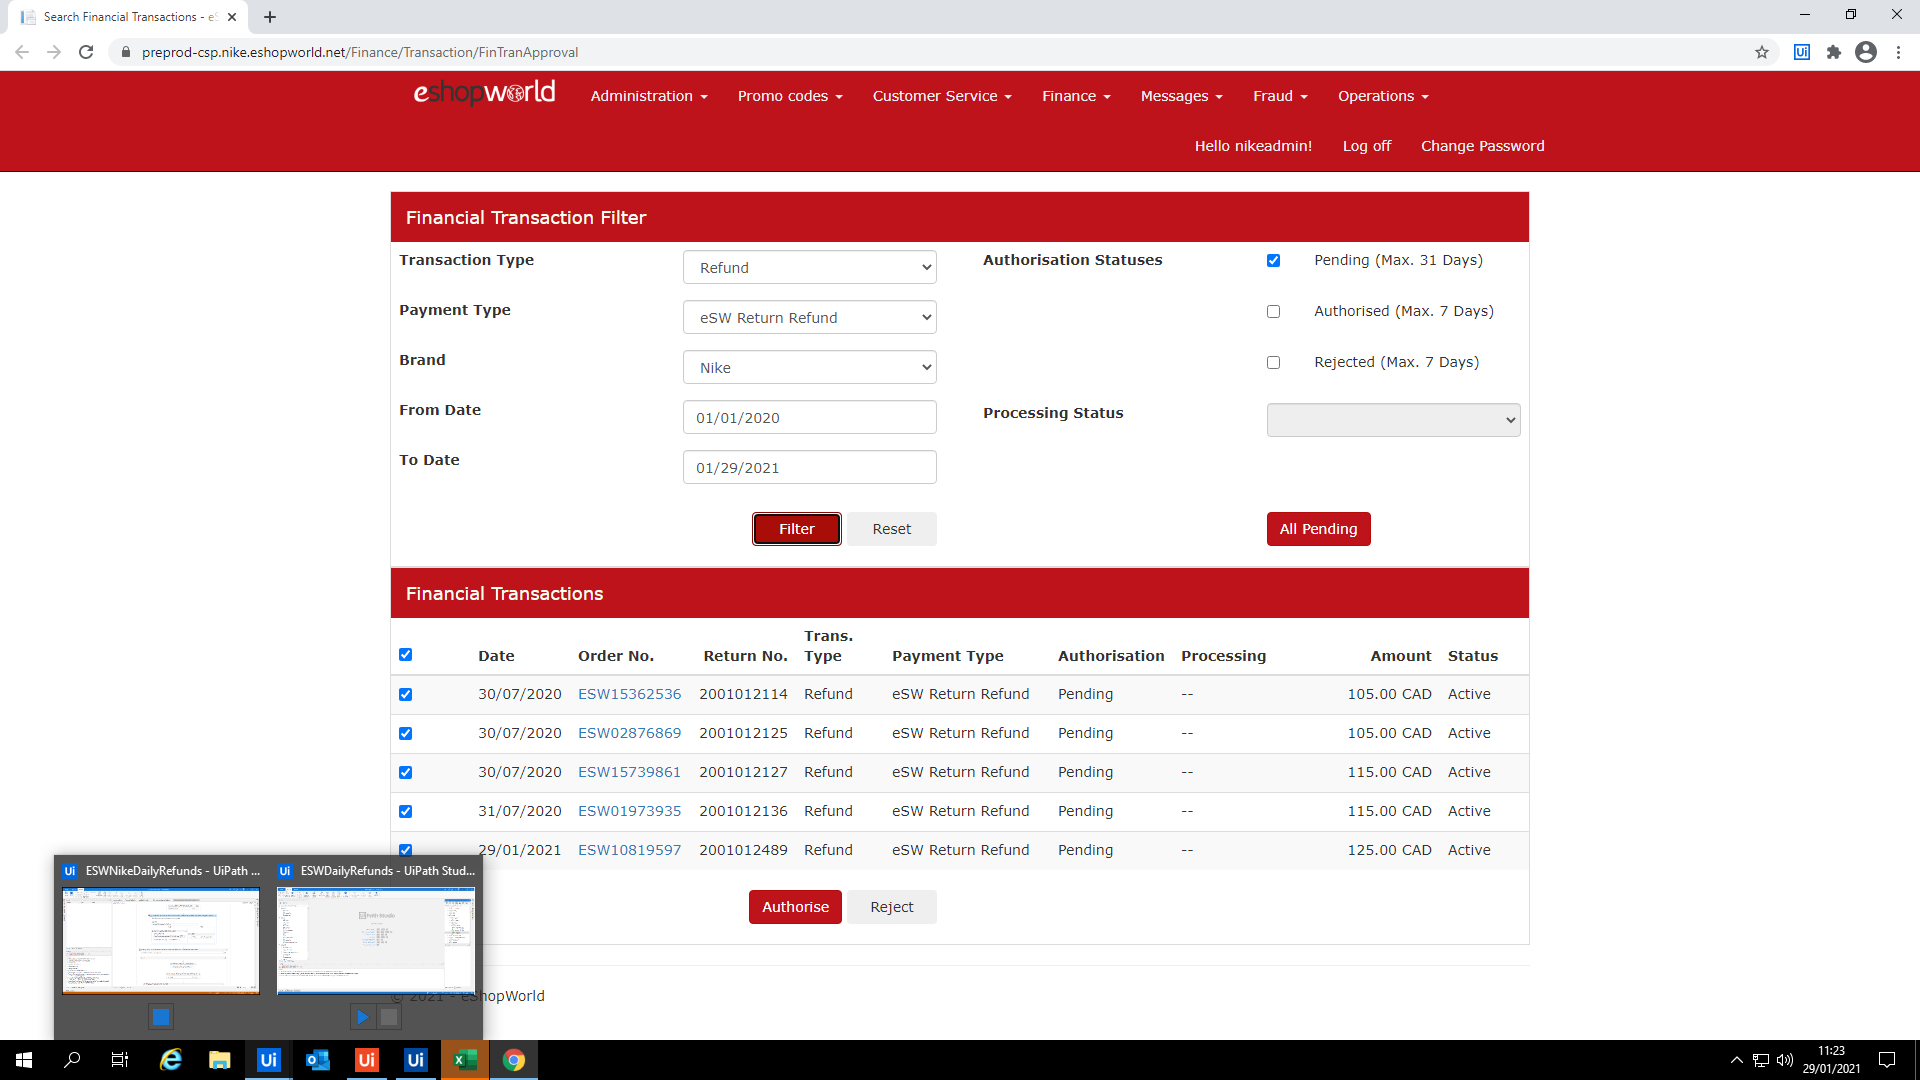 Search Financial Transactions - eS
preprod-csp.nike.eshopworld.net/Finance/Transaction/FinTranApproval
eshopworld Administration Promo codes Customer Service Finance Messages Fraud Operations
Hello nikeadmin! Log off Change Password
Financial Transaction Filter
Transaction Type Refund Authorisation Statuses Pending (Max. 31 Days)
Payment Type eSW Return Refund Authorised (Max. 7 Days)
Brand Nike Rejected (Max. 7 Days)
From Date 01/01/2020 Processing Status
To Date 01/29/2021
Filter Reset All Pending
Financial Transactions
Date Order No. Return No. Trans. Type Payment Type Authorisation Processing Amount Status
30/07/2020 ESW15362536 2001012114 Refund eSW Return Refund Pending -- 105.00 CAD Active
30/07/2020 ESW02876869 2001012125 Refund eSW Return Refund Pending -- 105.00 CAD Active
30/07/2020 ESW15739861 2001012127 Refund eSW Return Refund Pending -- 115.00 CAD Active
31/07/2020 ESW01973935 2001012136 Refund eSW Return Refund Pending -- 115.00 CAD Active
29/01/2021 ESW10819597 2001012489 Refund eSW Return Refund Pending -- 125.00 CAD Active
Ui ESWNikeDailyRefunds - UiPath ... Ui ESWDailyRefunds - UiPath Stud...
Authorise Reject
© 2021 - eShopWorld
Ui Ui Ui
11:23
29/01/2021